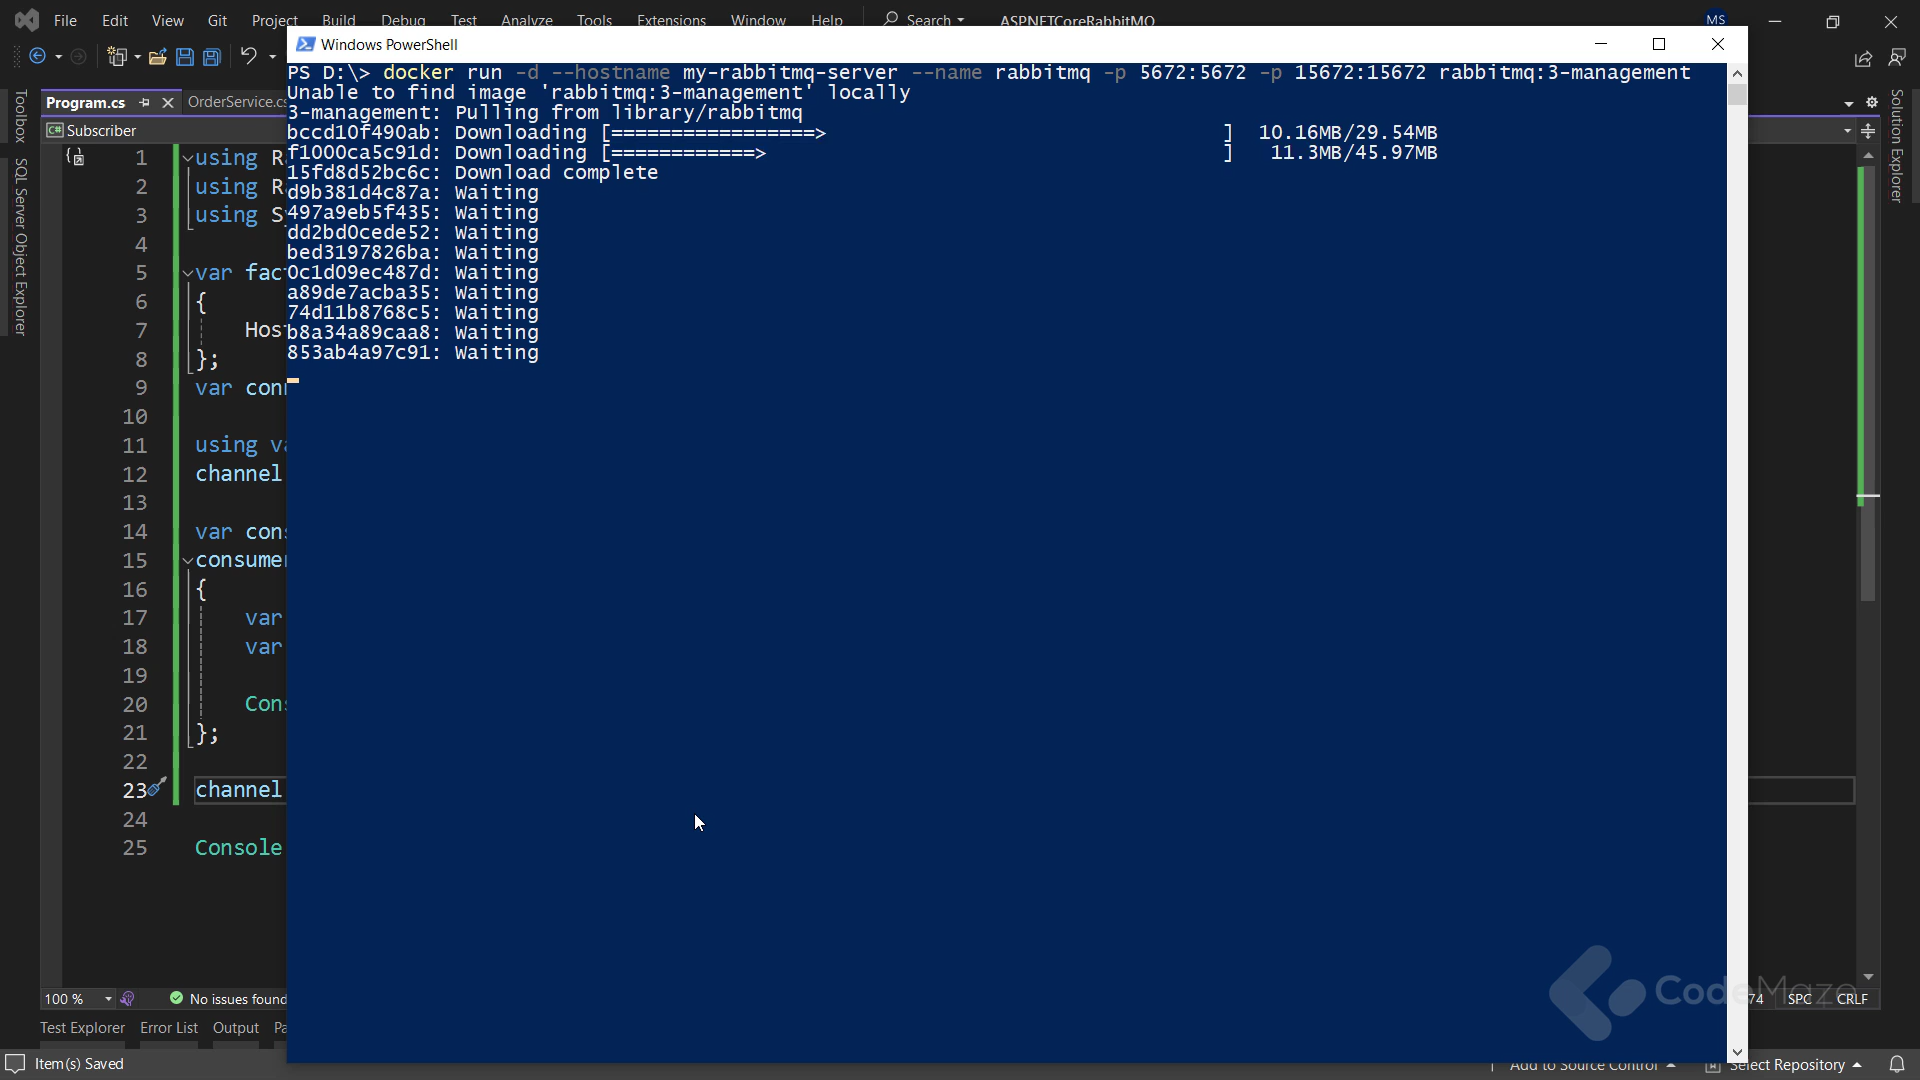 File Edit View Git Project Build Debug Test Analyze Tools Extensions Window Help Search ASPNETCoreRabbitMQ MS
Windows PowerShell
Program.cs OrderService.cs
Subscriber
Toolbox
SQL Server Object Explorer
Solution Explorer
PS D:\> docker run -d --hostname my-rabbitmq-server --name rabbitmq -p 5672:5672 -p 15672:15672 rabbitmq:3-management
Unable to find image 'rabbitmq:3-management' locally
3-management: Pulling from library/rabbitmq
bccd10f490ab: Downloading [=================> ] 10.16MB/29.54MB
f1000ca5c91d: Downloading [============> ] 11.3MB/45.97MB
15fd8d52bc6c: Download complete
d9b381d4c87a: Waiting
497a9eb5f435: Waiting
dd2bd0cede52: Waiting
bed3197826ba: Waiting
0c1d09ec487d: Waiting
a89de7acba35: Waiting
74d11b8768c5: Waiting
b8a34a89caa8: Waiting
853ab4a97c91: Waiting
1 using R
2 using R
3 using S
4
5 var fac
6 {
7 Hos
8 };
9 var con
10
11 using va
12 channel
13
14 var cons
15 consumer
16 {
17 var
18 var
19
20 Cons
21 };
22
23 channel
24
25 Console
CodeMaze
100 % No issues found 74 SPC CRLF
Test Explorer Error List Output Pa
Item(s) Saved Add to Source Control Select Repository